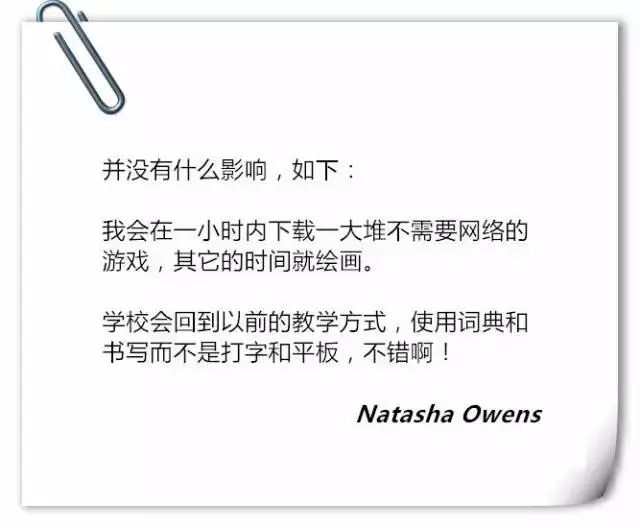 并没有什么影响，如下：
我会在一小时内下载一大堆不需要网络的
游戏，其它的时间就绘画。
学校会回到以前的教学方式，使用词典和
书写而不是打字和平板，不错啊！
Natasha Owens